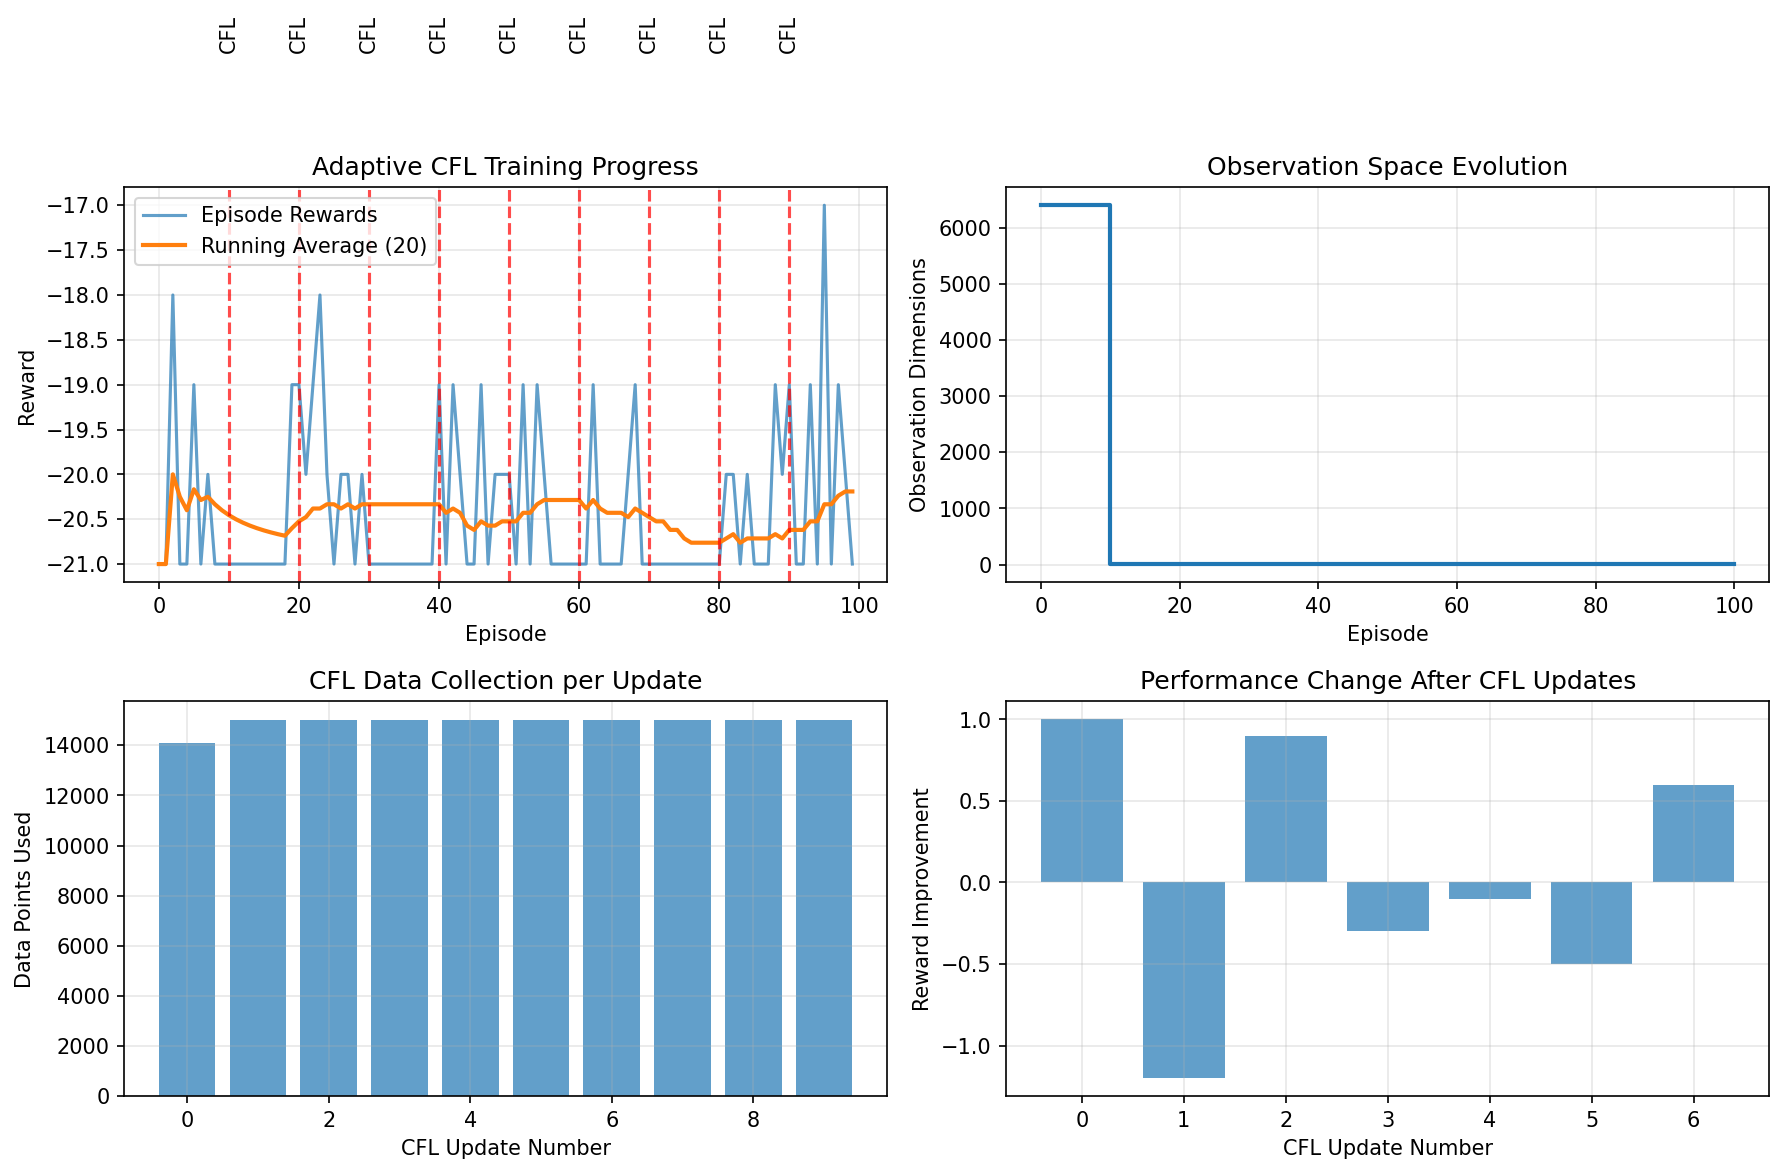 CFL CFL CFL CFL CFL CFL CFL CFL CFL
Adaptive CFL Training Progress
Episode Rewards
Running Average (20)
−17.0
−17.5
−18.0
−18.5
−19.0
−19.5
−20.0
−20.5
−21.0
Reward
0 20 40 60 80 100
Episode
Observation Space Evolution
6000
5000
4000
3000
2000
1000
0
Observation Dimensions
0 20 40 60 80 100
Episode
CFL Data Collection per Update
14000
12000
10000
8000
6000
4000
2000
0
Data Points Used
0 2 4 6 8
CFL Update Number
Performance Change After CFL Updates
1.0
0.5
0.0
−0.5
−1.0
Reward Improvement
0 1 2 3 4 5 6
CFL Update Number